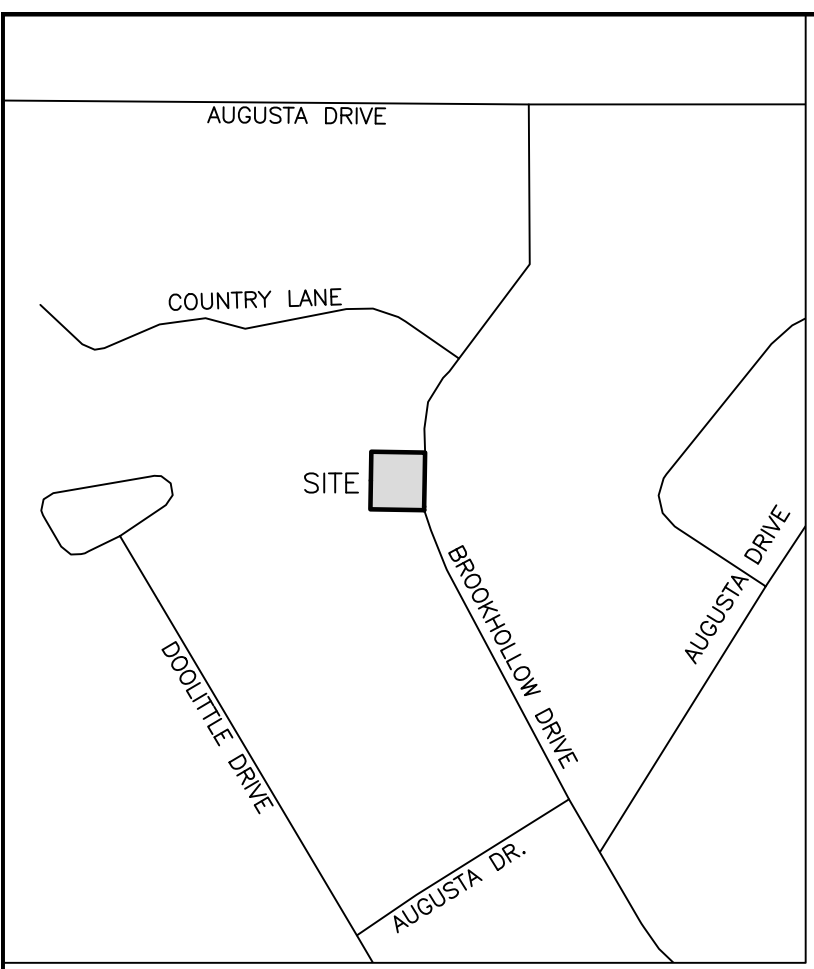 AUGUSTA DRIVE
COUNTRY LANE
SITE
BROOKHOLLOW DRIVE
AUGUSTA DRIVE
DOOLITTLE DRIVE
AUGUSTA DR.